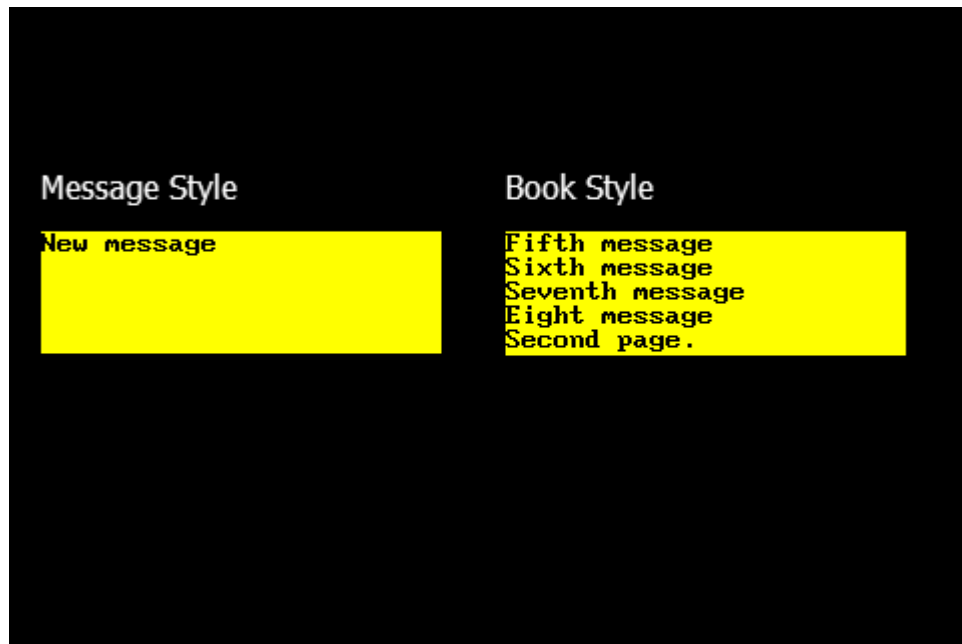 Message Style
New message
Book Style
Fifth message
Sixth message
Seventh message
Eight message
Second page.